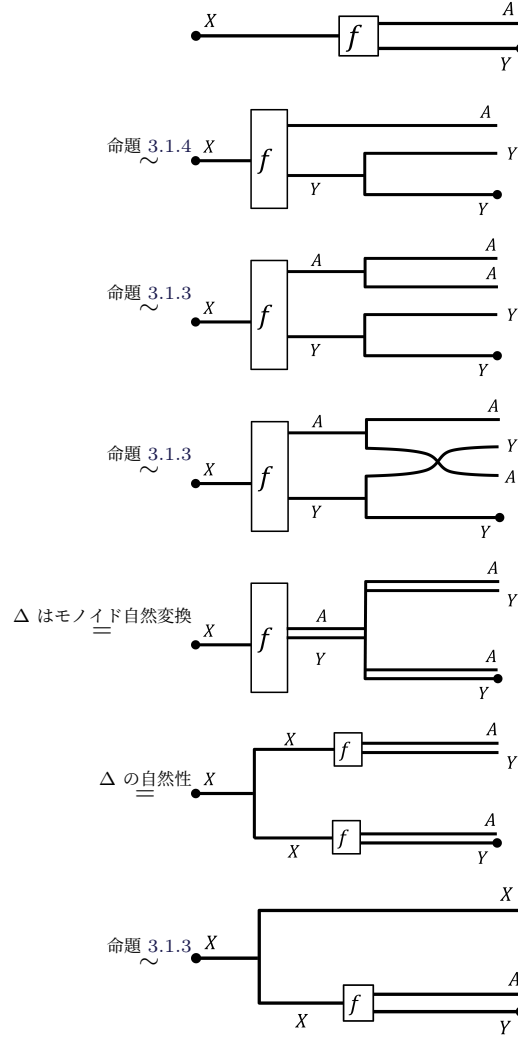 X f A
Y
命題 3.1.4
∼ X f A
Y Y
Y
命題 3.1.3
∼ X f A A
A
Y Y
Y
命題 3.1.3
∼ X f A A
Y
A
Y Y
Δ はモノイド自然変換
= X f A A
Y
Y A
Y
Δ の自然性
= X X f A
Y
X f A
Y
命題 3.1.3
∼ X X
X f A
Y